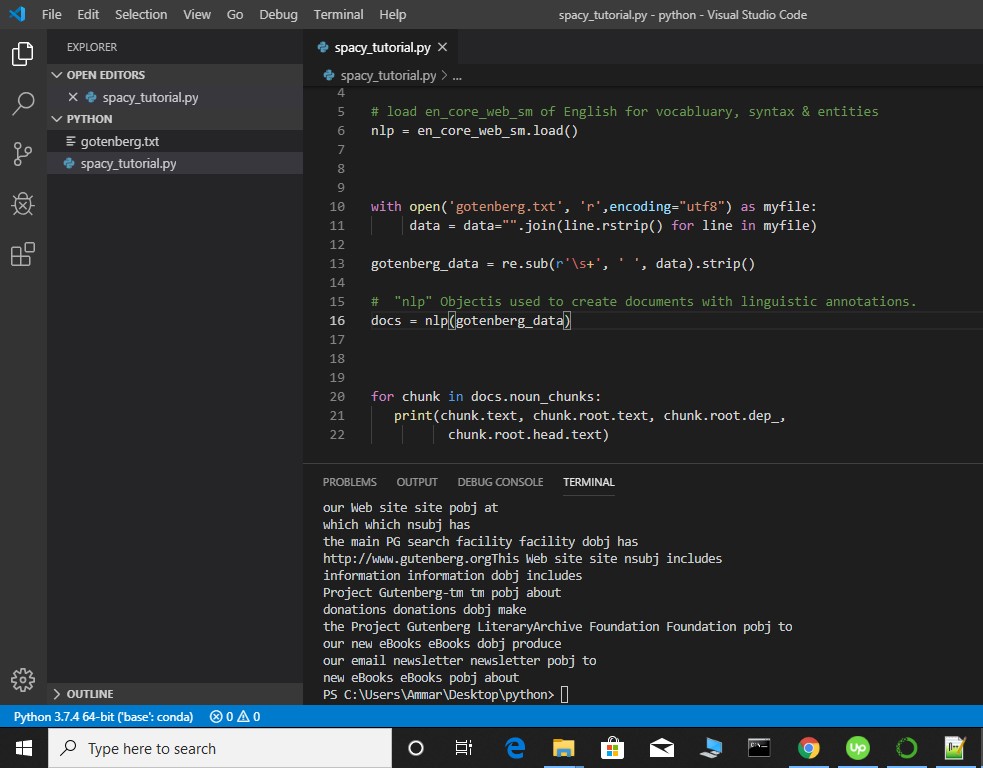 File Edit Selection View Go Debug Terminal Help
spacy_tutorial.py - python - Visual Studio Code
EXPLORER
OPEN EDITORS
spacy_tutorial.py
PYTHON
gotenberg.txt
spacy_tutorial.py
OUTLINE
spacy_tutorial.py
spacy_tutorial.py > ...
4
5 # load en_core_web_sm of English for vocabluary, syntax & entities
6 nlp = en_core_web_sm.load()
7
8
9
10 with open('gotenberg.txt', 'r',encoding="utf8") as myfile:
11 data = data="".join(line.rstrip() for line in myfile)
12
13 gotenberg_data = re.sub(r'\s+', ' ', data).strip()
14
15 #  "nlp" Objectis used to create documents with linguistic annotations.
16 docs = nlp(gotenberg_data)
17
18
19
20 for chunk in docs.noun_chunks:
21 print(chunk.text, chunk.root.text, chunk.root.dep_,
22 chunk.root.head.text)
PROBLEMS OUTPUT DEBUG CONSOLE TERMINAL
our Web site site pobj at
which which nsubj has
the main PG search facility facility dobj has
http://www.gutenberg.orgThis Web site site nsubj includes
information information dobj includes
Project Gutenberg-tm tm pobj about
donations donations dobj make
the Project Gutenberg LiteraryArchive Foundation Foundation pobj to
our new eBooks eBooks dobj produce
our email newsletter newsletter pobj to
new eBooks eBooks pobj about
PS C:\Users\Ammar\Desktop\python>
Python 3.7.4 64-bit ('base': conda) 0 0
Type here to search
up